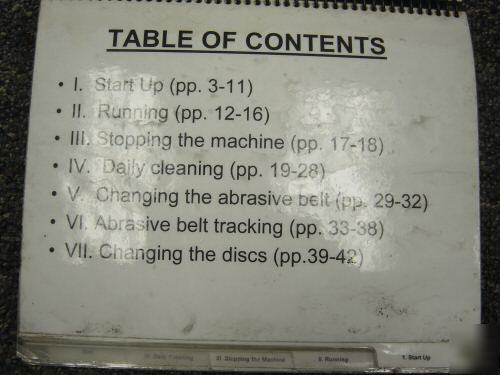 TABLE OF CONTENTS
• I. Start Up (pp. 3-11)
• II. Running (pp. 12-16)
• III. Stopping the machine (pp. 17-18)
• IV. Daily cleaning (pp. 19-28)
• V. Changing the abrasive belt (pp. 29-32)
• VI. Abrasive belt tracking (pp. 33-38)
• VII. Changing the discs (pp.39-42)
III. Stopping the Machine II. Running 1. Start Up